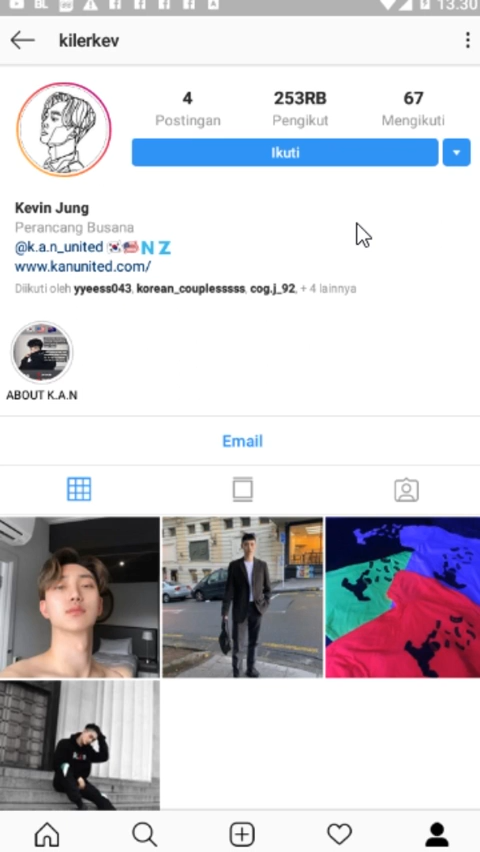 BL
13.30
kilerkev
4 253RB 67
Postingan Pengikut Mengikuti
Ikuti
Kevin Jung
Perancang Busana
@k.a.n_united 🇰🇷🇺🇸🇳 🇿
www.kanunited.com/
Diikuti oleh yyeess043, korean_couplesssss, cog.j_92, + 4 lainnya
ABOUT K.A.N
Email